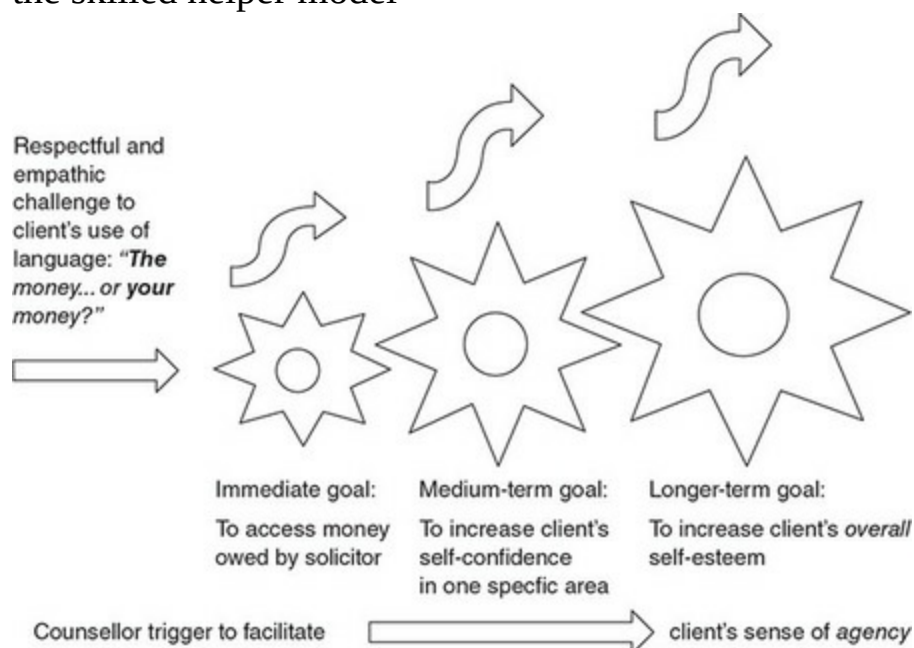 the skilled helper model
Respectful and
empathic
challenge to
client's use of
language: "The
money... or your
money?"
Immediate goal:
To access money
owed by solicitor
Medium-term goal:
To increase client's
self-confidence
in one specfic area
Longer-term goal:
To increase client's overall
self-esteem
Counsellor trigger to facilitate
client's sense of agency